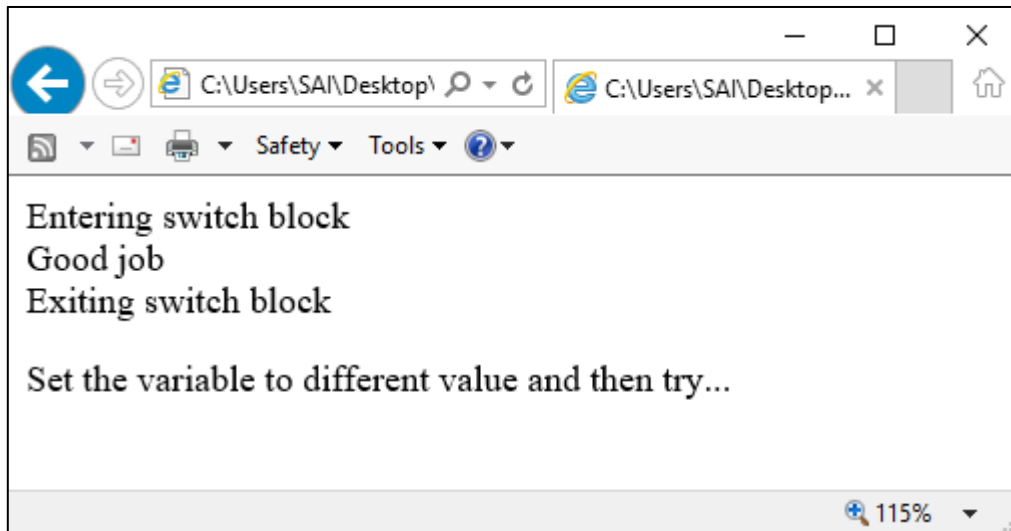 C:\Users\SAI\Desktop\
C:\Users\SAI\Desktop...
Safety
Tools
Entering switch block
Good job
Exiting switch block
Set the variable to different value and then try...
115%